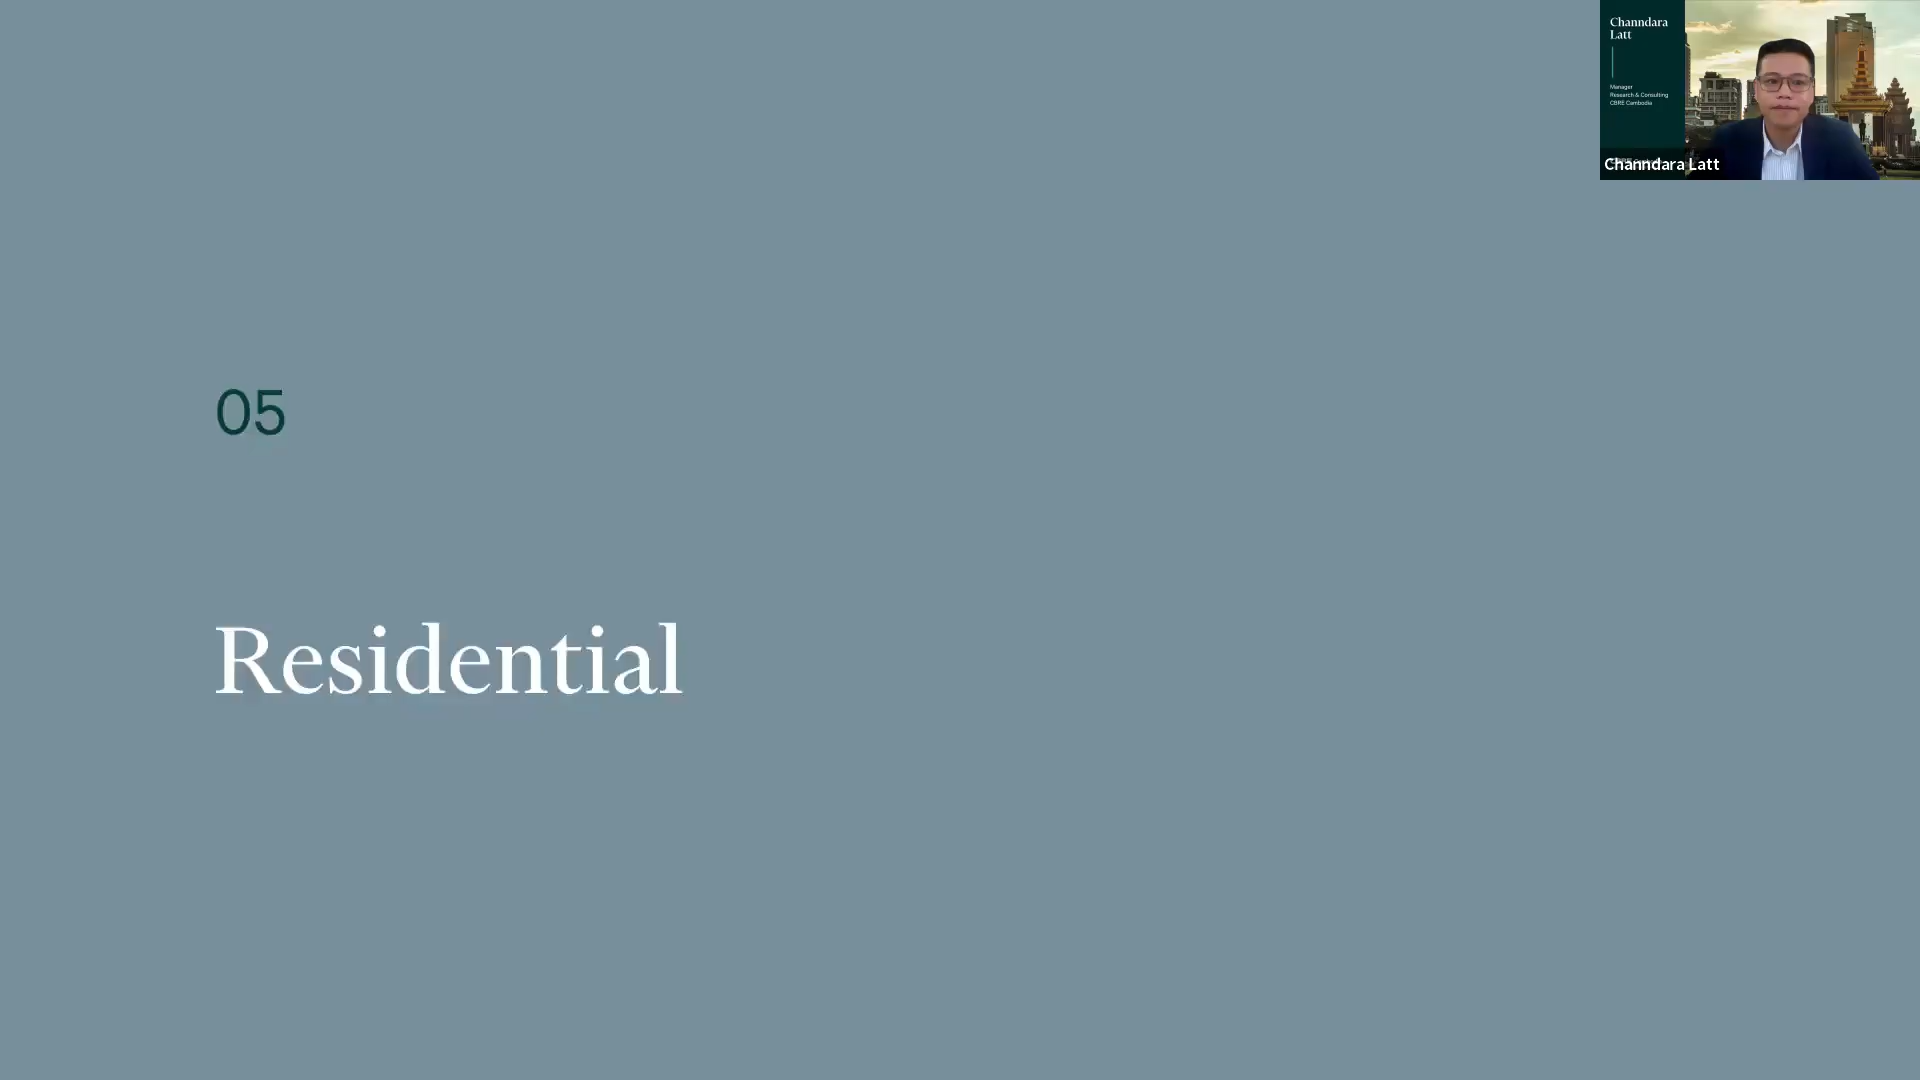 05
Residential
Channdara
Latt
Manager
Research & Consulting
CBRE Cambodia
Channdara Latt